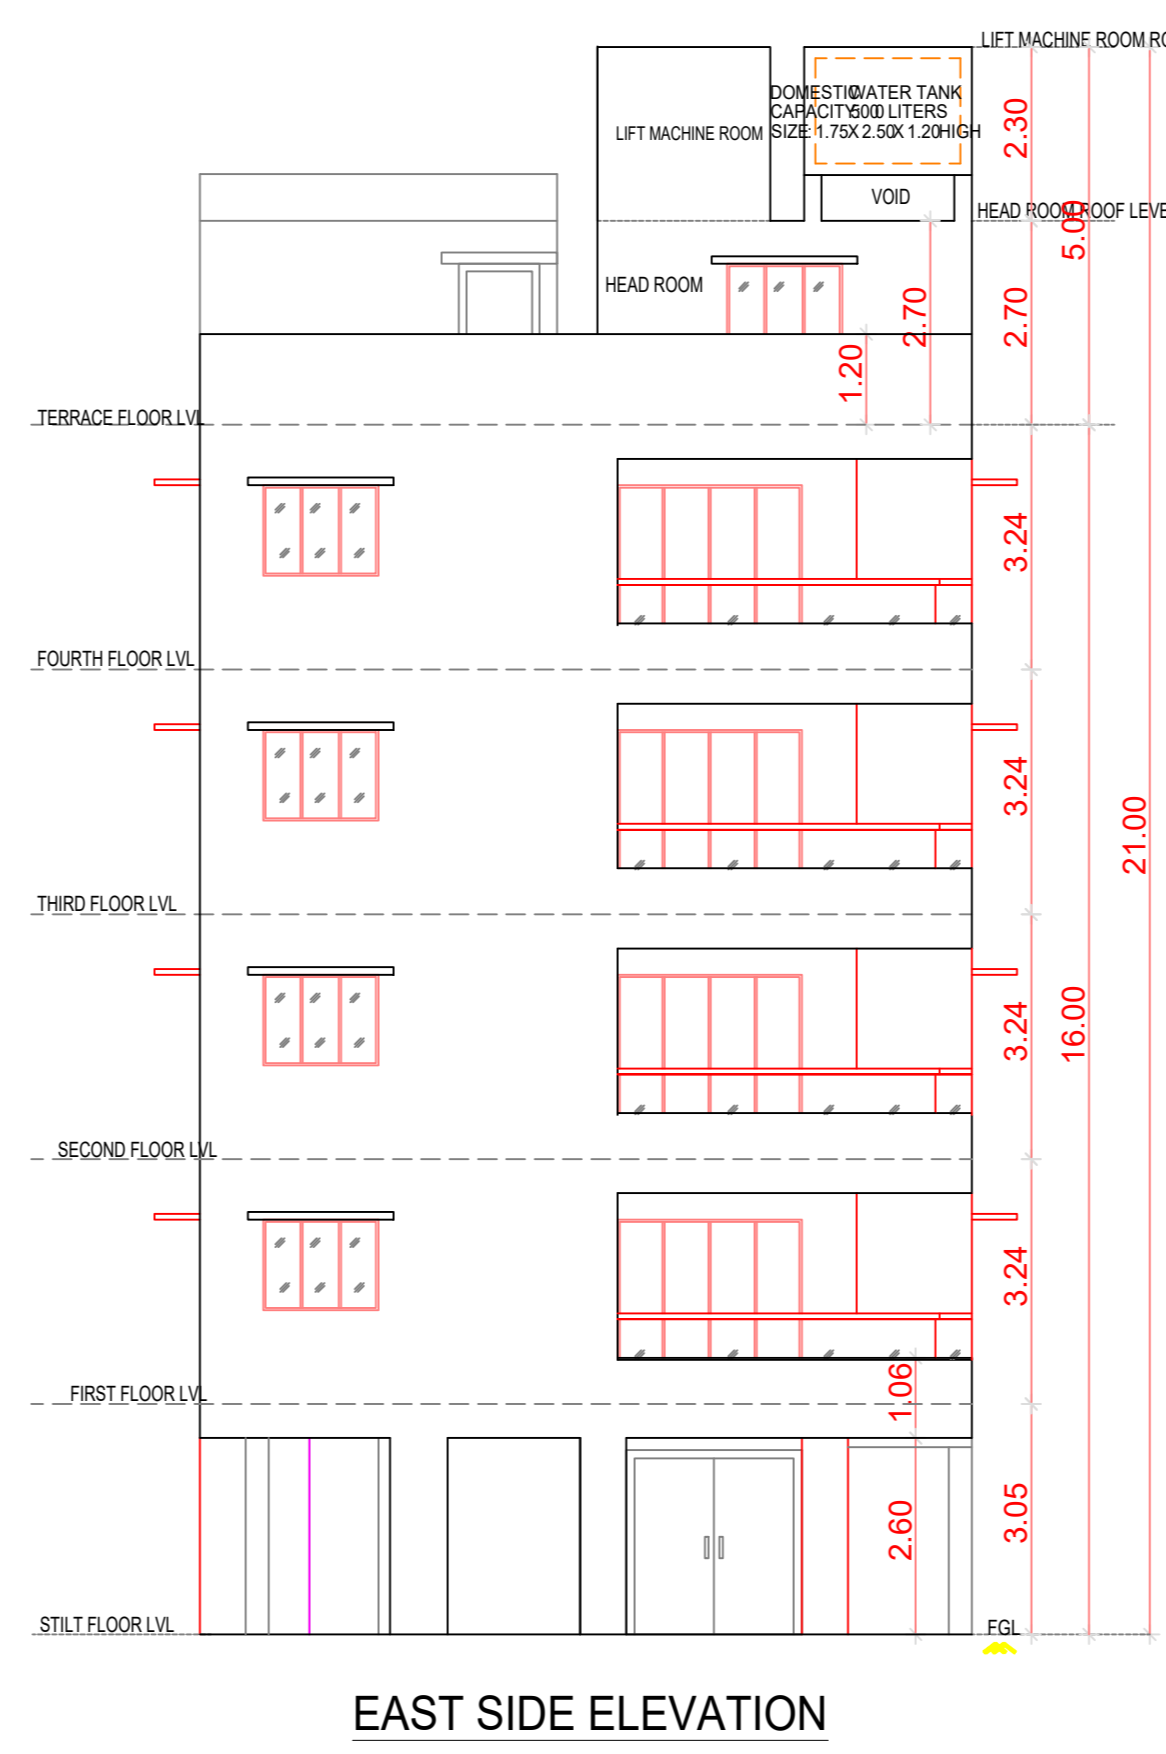 LIFT MACHINE ROOM RO
DOMESTIC WATER TANK
CAPACITY 5000 LITERS
SIZE: 1.75X 2.50X 1.20HIGH
LIFT MACHINE ROOM
2.30
VOID
HEAD ROOM ROOF LEVE
5.00
HEAD ROOM
2.70
2.70
1.20
TERRACE FLOOR LVL
3.24
FOURTH FLOOR LVL
3.24
21.00
THIRD FLOOR LVL
3.24
16.00
SECOND FLOOR LVL
3.24
FIRST FLOOR LVL
1.06
2.60
3.05
STILT FLOOR LVL
FGL
EAST SIDE ELEVATION